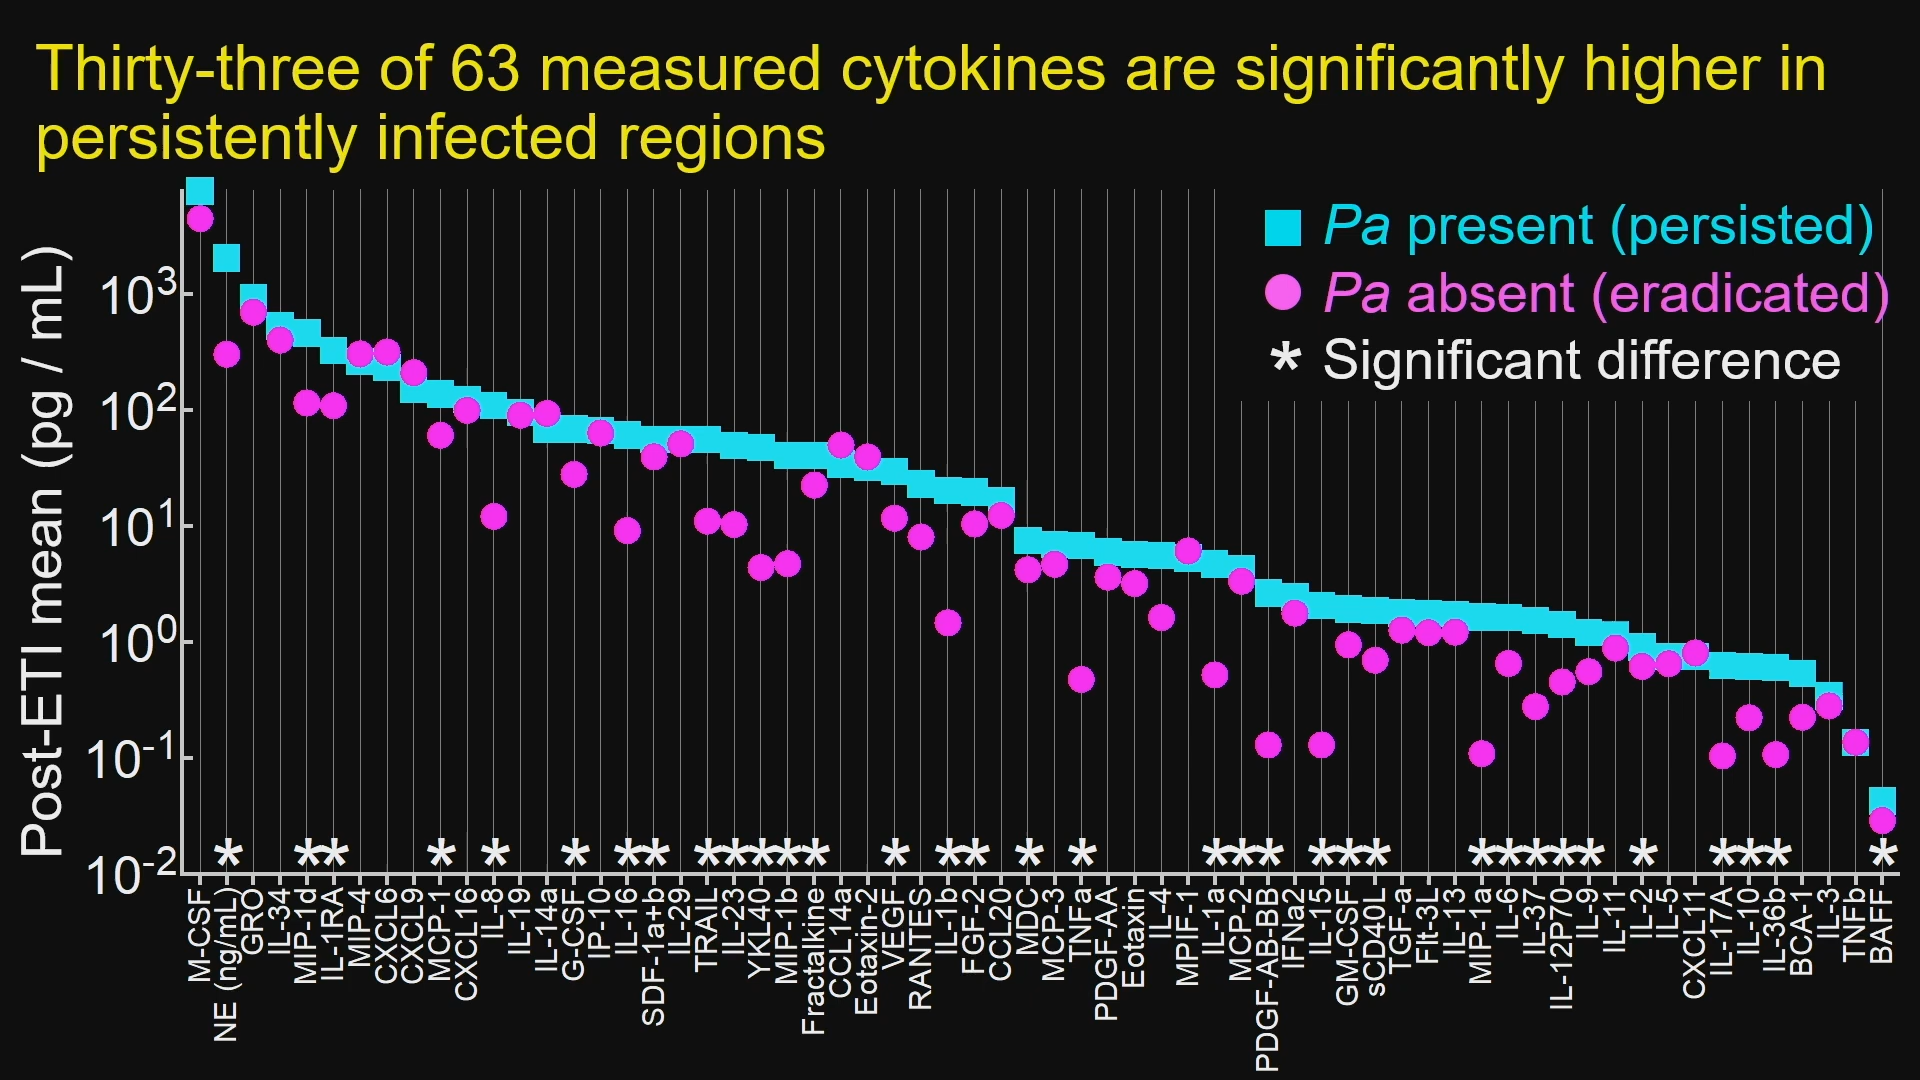 Thirty-three of 63 measured cytokines are significantly higher in
persistently infected regions
Pa present (persisted)
Pa absent (eradicated)
* Significant difference
Post-ETI mean (pg / mL)
10³
10²
10¹
10⁰
10⁻¹
10⁻²
* * * * * * * * * * * * * * * * * * * * * * * * * * * * * * * * * *
M-CSF
NE (ng/mL)
GRO
IL-34
MIP-1d
IL-1RA
MIP-4
CXCL6
CXCL9
MCP-1
CXCL16
IL-8
IL-19
IL-14a
G-CSF
IP-10
IL-16
SDF-1a+b
IL-29
TRAIL
IL-23
YKL40
MIP-1b
Fractalkine
CCL14a
Eotaxin-2
VEGF
RANTES
IL-1b
FGF-2
CCL20
MDC
MCP-3
TNFa
PDGF-AA
Eotaxin
IL-4
MPIF-1
IL-1a
MCP-2
PDGF-AB-BB
IFNa2
IL-15
GM-CSF
sCD40L
TGF-a
Flt-3L
IL-13
MIP-1a
IL-6
IL-37
IL-12P70
IL-9
IL-11
IL-2
IL-5
CXCL11
IL-17A
IL-10
IL-36b
BCA-1
IL-3
TNFb
BAFF